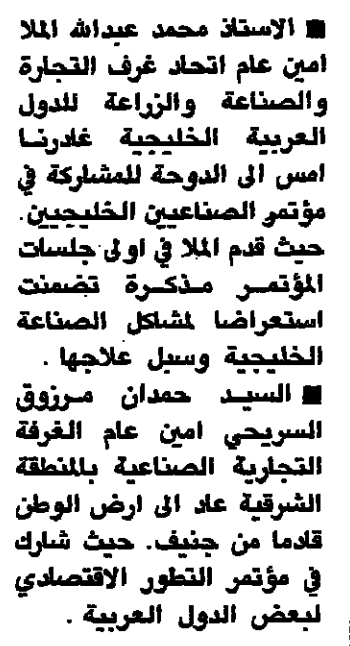 ■ الاستاذ محمد عبدالله الملا
امين عام اتحاد غرف التجارة
والصناعة والزراعة للدول
العربية الخليجية غادرنا
امس الى الدوحة للمشاركة في
مؤتمر الصناعيين الخليجيين.
حيث قدم الملا في اولى جلسات
المؤتمر مذكرة تضمنت
استعراضا لمشاكل الصناعة
الخليجية وسبل علاجها .
■ السيد حمدان مرزوق
السريحي امين عام الغرفة
التجارية الصناعية بالمنطقة
الشرقية عاد الى ارض الوطن
قادما من جنيف. حيث شارك
في مؤتمر التطور الاقتصادي
لبعض الدول العربية .